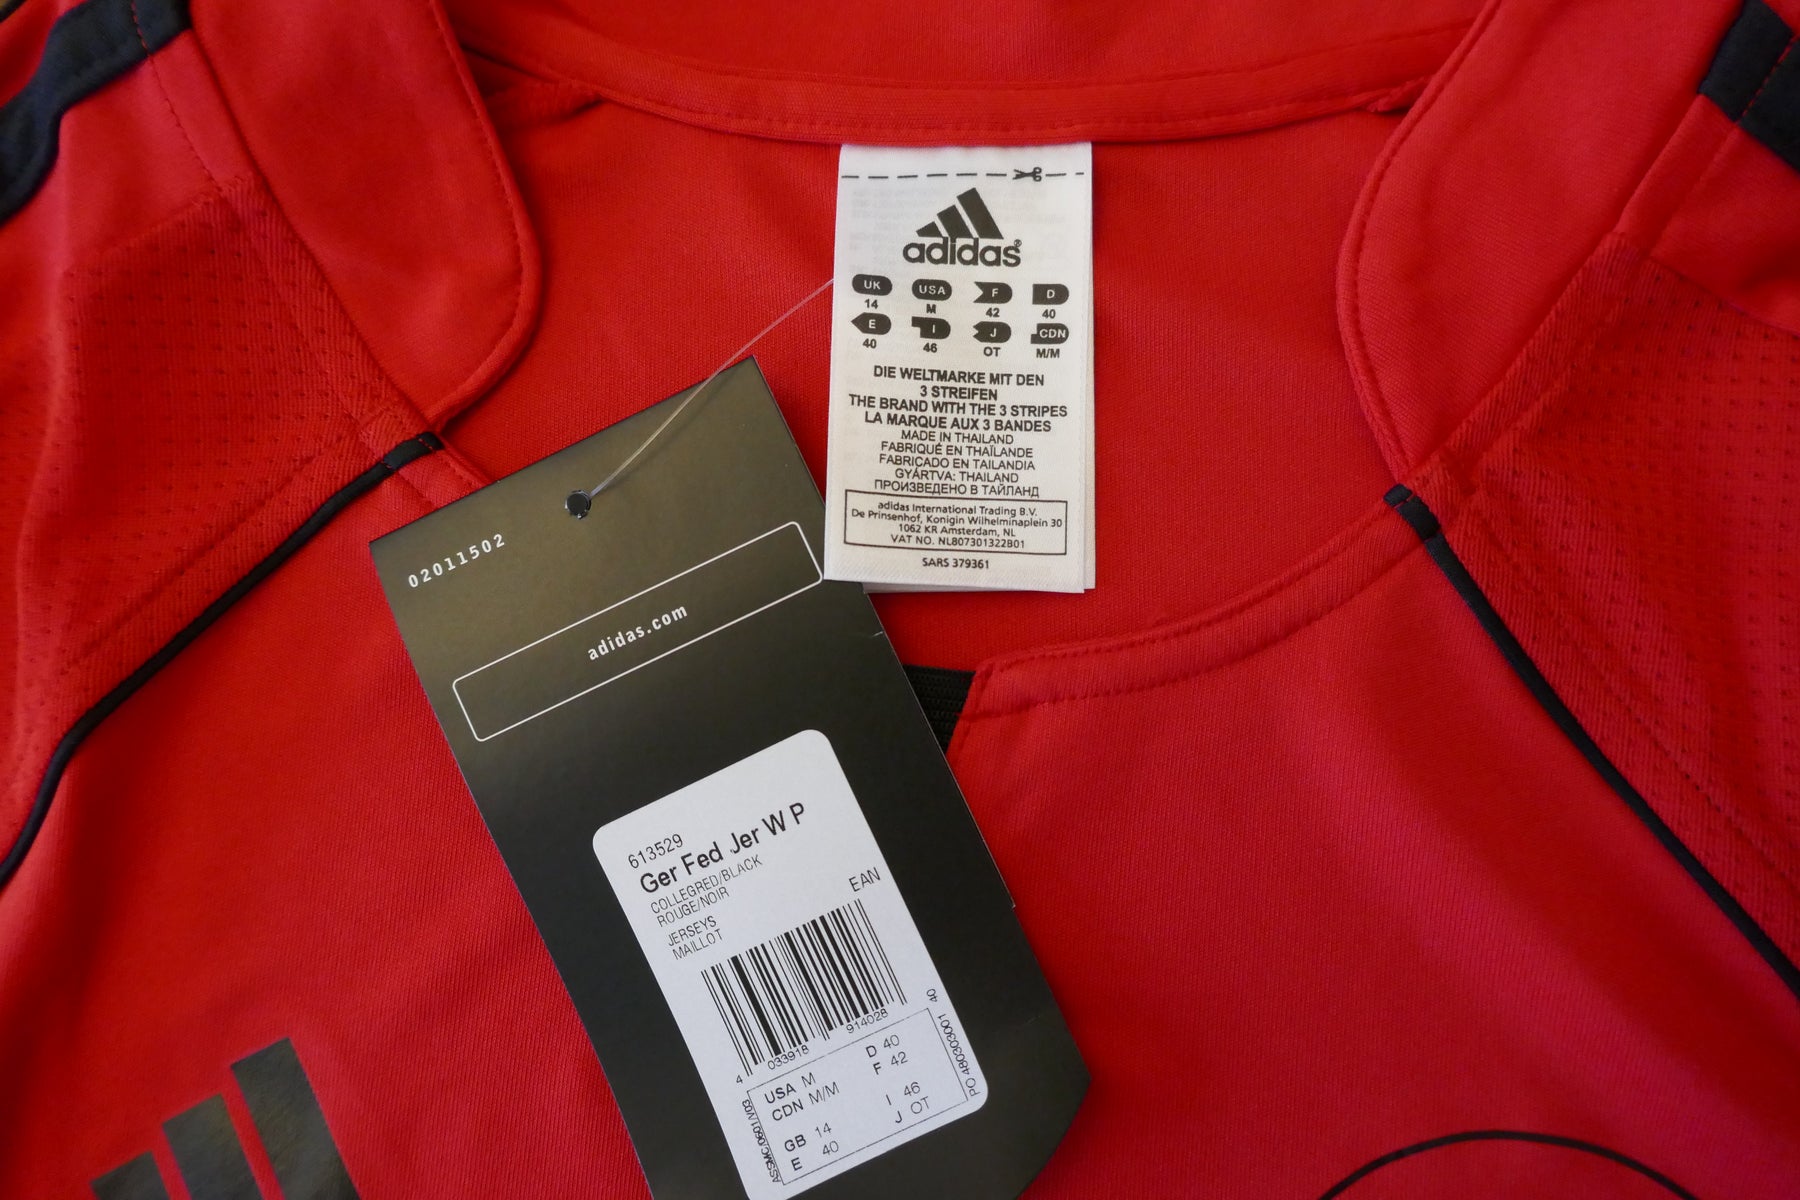 adidas®
UK USA F D
14 M 42 40
E I J CDN
40 46 OT M/M
DIE WELTMARKE MIT DEN
3 STREIFEN
THE BRAND WITH THE 3 STRIPES
LA MARQUE AUX 3 BANDES
MADE IN THAILAND
FABRIQUÉ EN THAÏLANDE
FABRICADO EN TAILANDIA
GYÁRTVA: THAILAND
ПРОИЗВЕДЕНО В ТАЙЛАНД
adidas International Trading B.V.
De Prinsenhof, Konigin Wilhelminaplein 30
1062 KR Amsterdam, NL
VAT NO. NL807301322B01
SARS 379361
02011502
adidas.com
613529
Ger Fed Jer W P
COLLEGRED/BLACK
ROUGE/NOIR
EAN
JERSEYS
MAILLOT
4 033918 914028
USA M D 40
CDN M/M F 42
GB 14 I 46
E 40 J OT
PO 4803030001 40